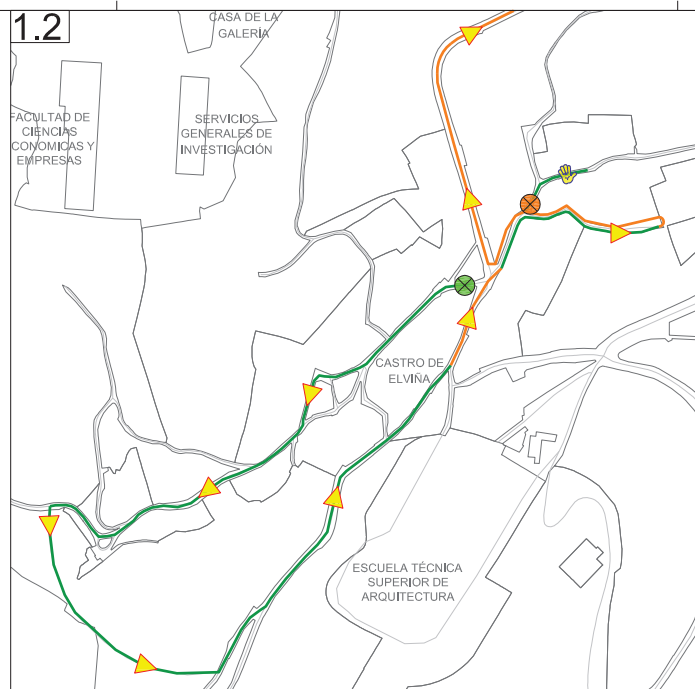 1.2
CASA DE LA
GALERÍA
FACULTAD DE
CIENCIAS
CONOMICAS Y
EMPRESAS
SERVICIOS
GENERALES DE
INVESTIGACIÓN
CASTRO DE
ELVIÑA
ESCUELA TÉCNICA
SUPERIOR DE
ARQUITECTURA